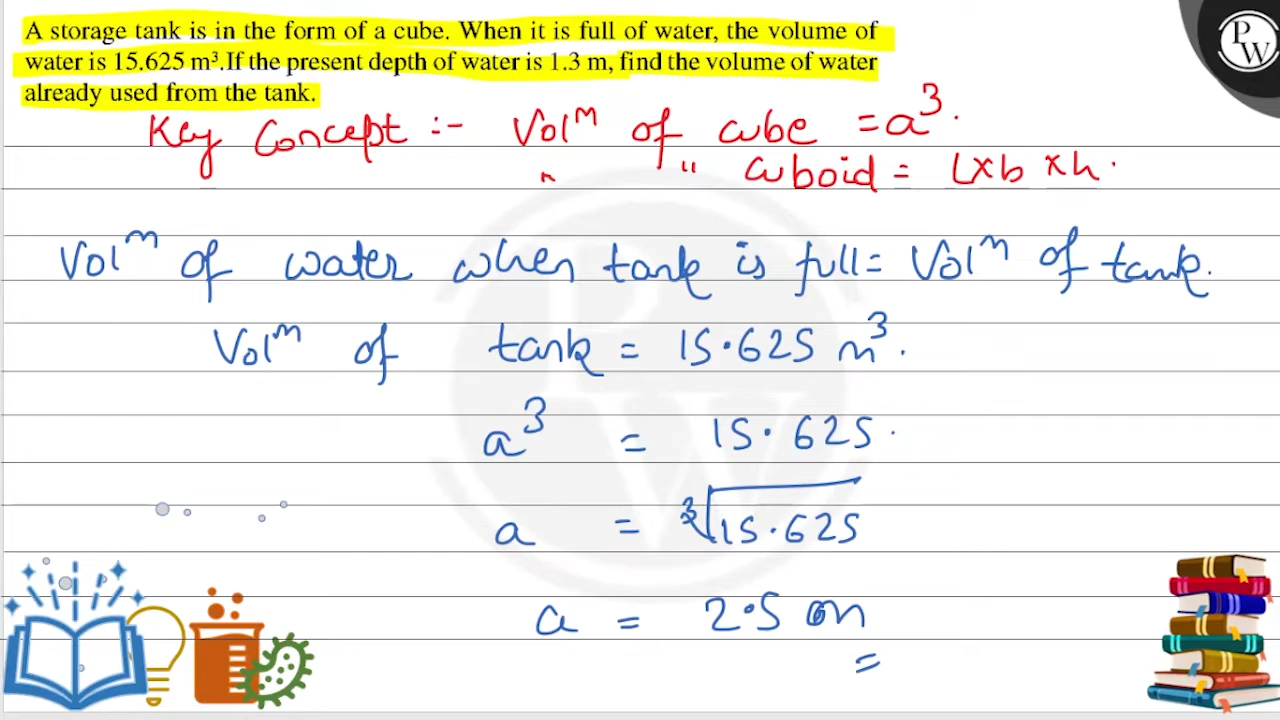 A storage tank is in the form of a cube. When it is full of water, the volume of
water is 15.625 m³.If the present depth of water is 1.3 m, find the volume of water
already used from the tank.
PW
Key Concept :- Volᵐ of cube = a³.
" " cuboid = l×b×h.
Volᵐ of water when tank is full = Volᵐ of tank.
Volᵐ of tank = 15.625 m³.
a³ = 15.625.
a = ∛15.625
a = 2.5 m
=